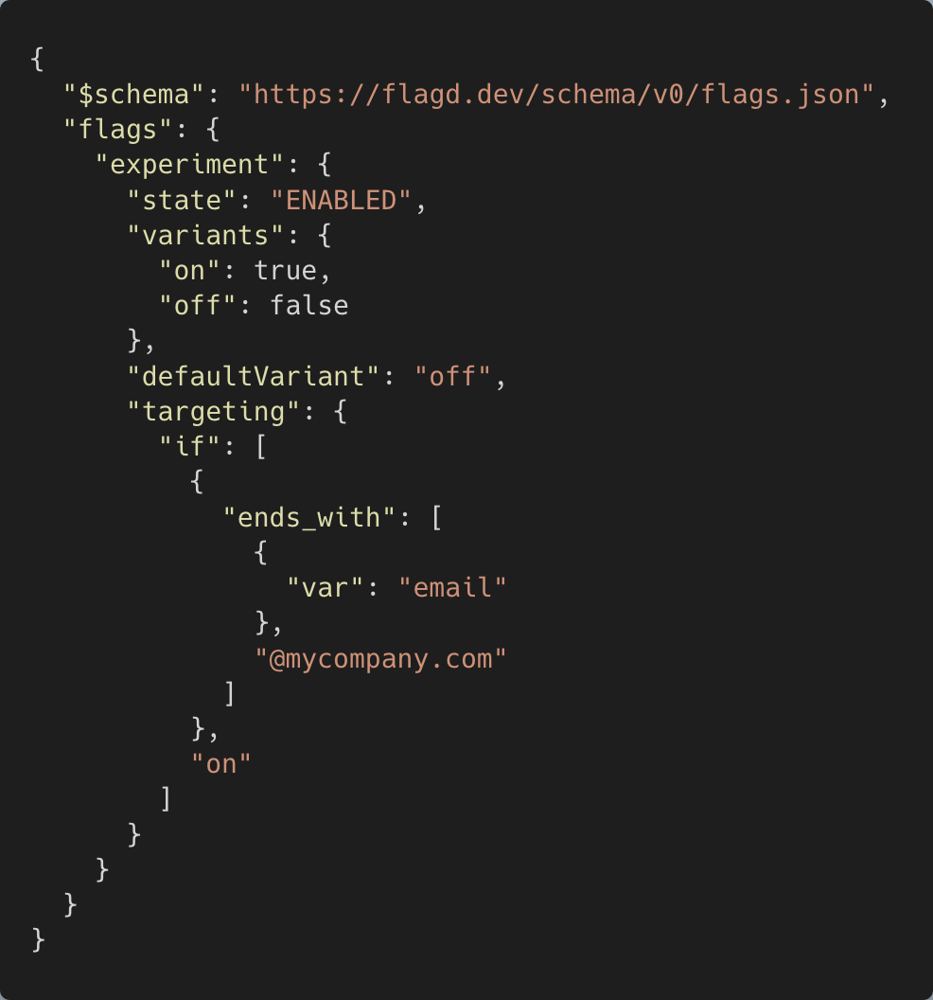 {
  "$schema": "https://flagd.dev/schema/v0/flags.json",
  "flags": {
    "experiment": {
      "state": "ENABLED",
      "variants": {
        "on": true,
        "off": false
      },
      "defaultVariant": "off",
      "targeting": {
        "if": [
          {
            "ends_with": [
              {
                "var": "email"
              },
              "@mycompany.com"
            ]
          },
          "on"
        ]
      }
    }
  }
}